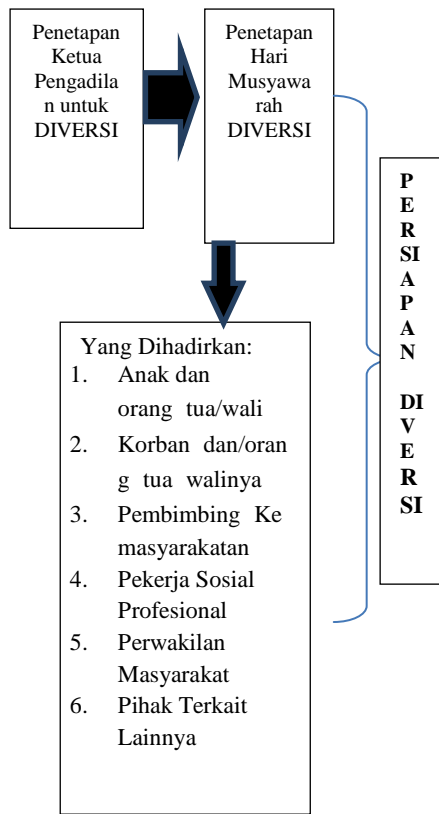 Penetapan
Ketua
Pengadila
n untuk
DIVERSI
Penetapan
Hari
Musyawa
rah
DIVERSI
Yang Dihadirkan:
1. Anak dan
orang tua/wali
2. Korban dan/oran
g tua walinya
3. Pembimbing Ke
masyarakatan
4. Pekerja Sosial
Profesional
5. Perwakilan
Masyarakat
6. Pihak Terkait
Lainnya
P
E
R
SI
A
P
A
N
DI
V
E
R
SI